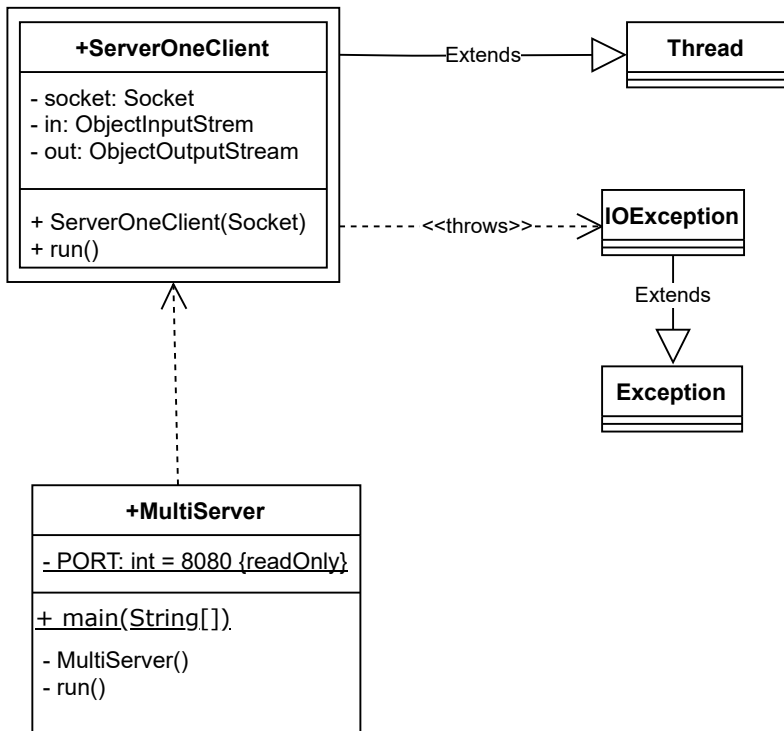 +ServerOneClient
- socket: Socket
- in: ObjectInputStrem
- out: ObjectOutputStream
+ ServerOneClient(Socket)
+ run()
Extends
Thread
<<throws>>
IOException
Extends
Exception
+MultiServer
- PORT: int = 8080 {readOnly}
+ main(String[])
- MultiServer()
- run()